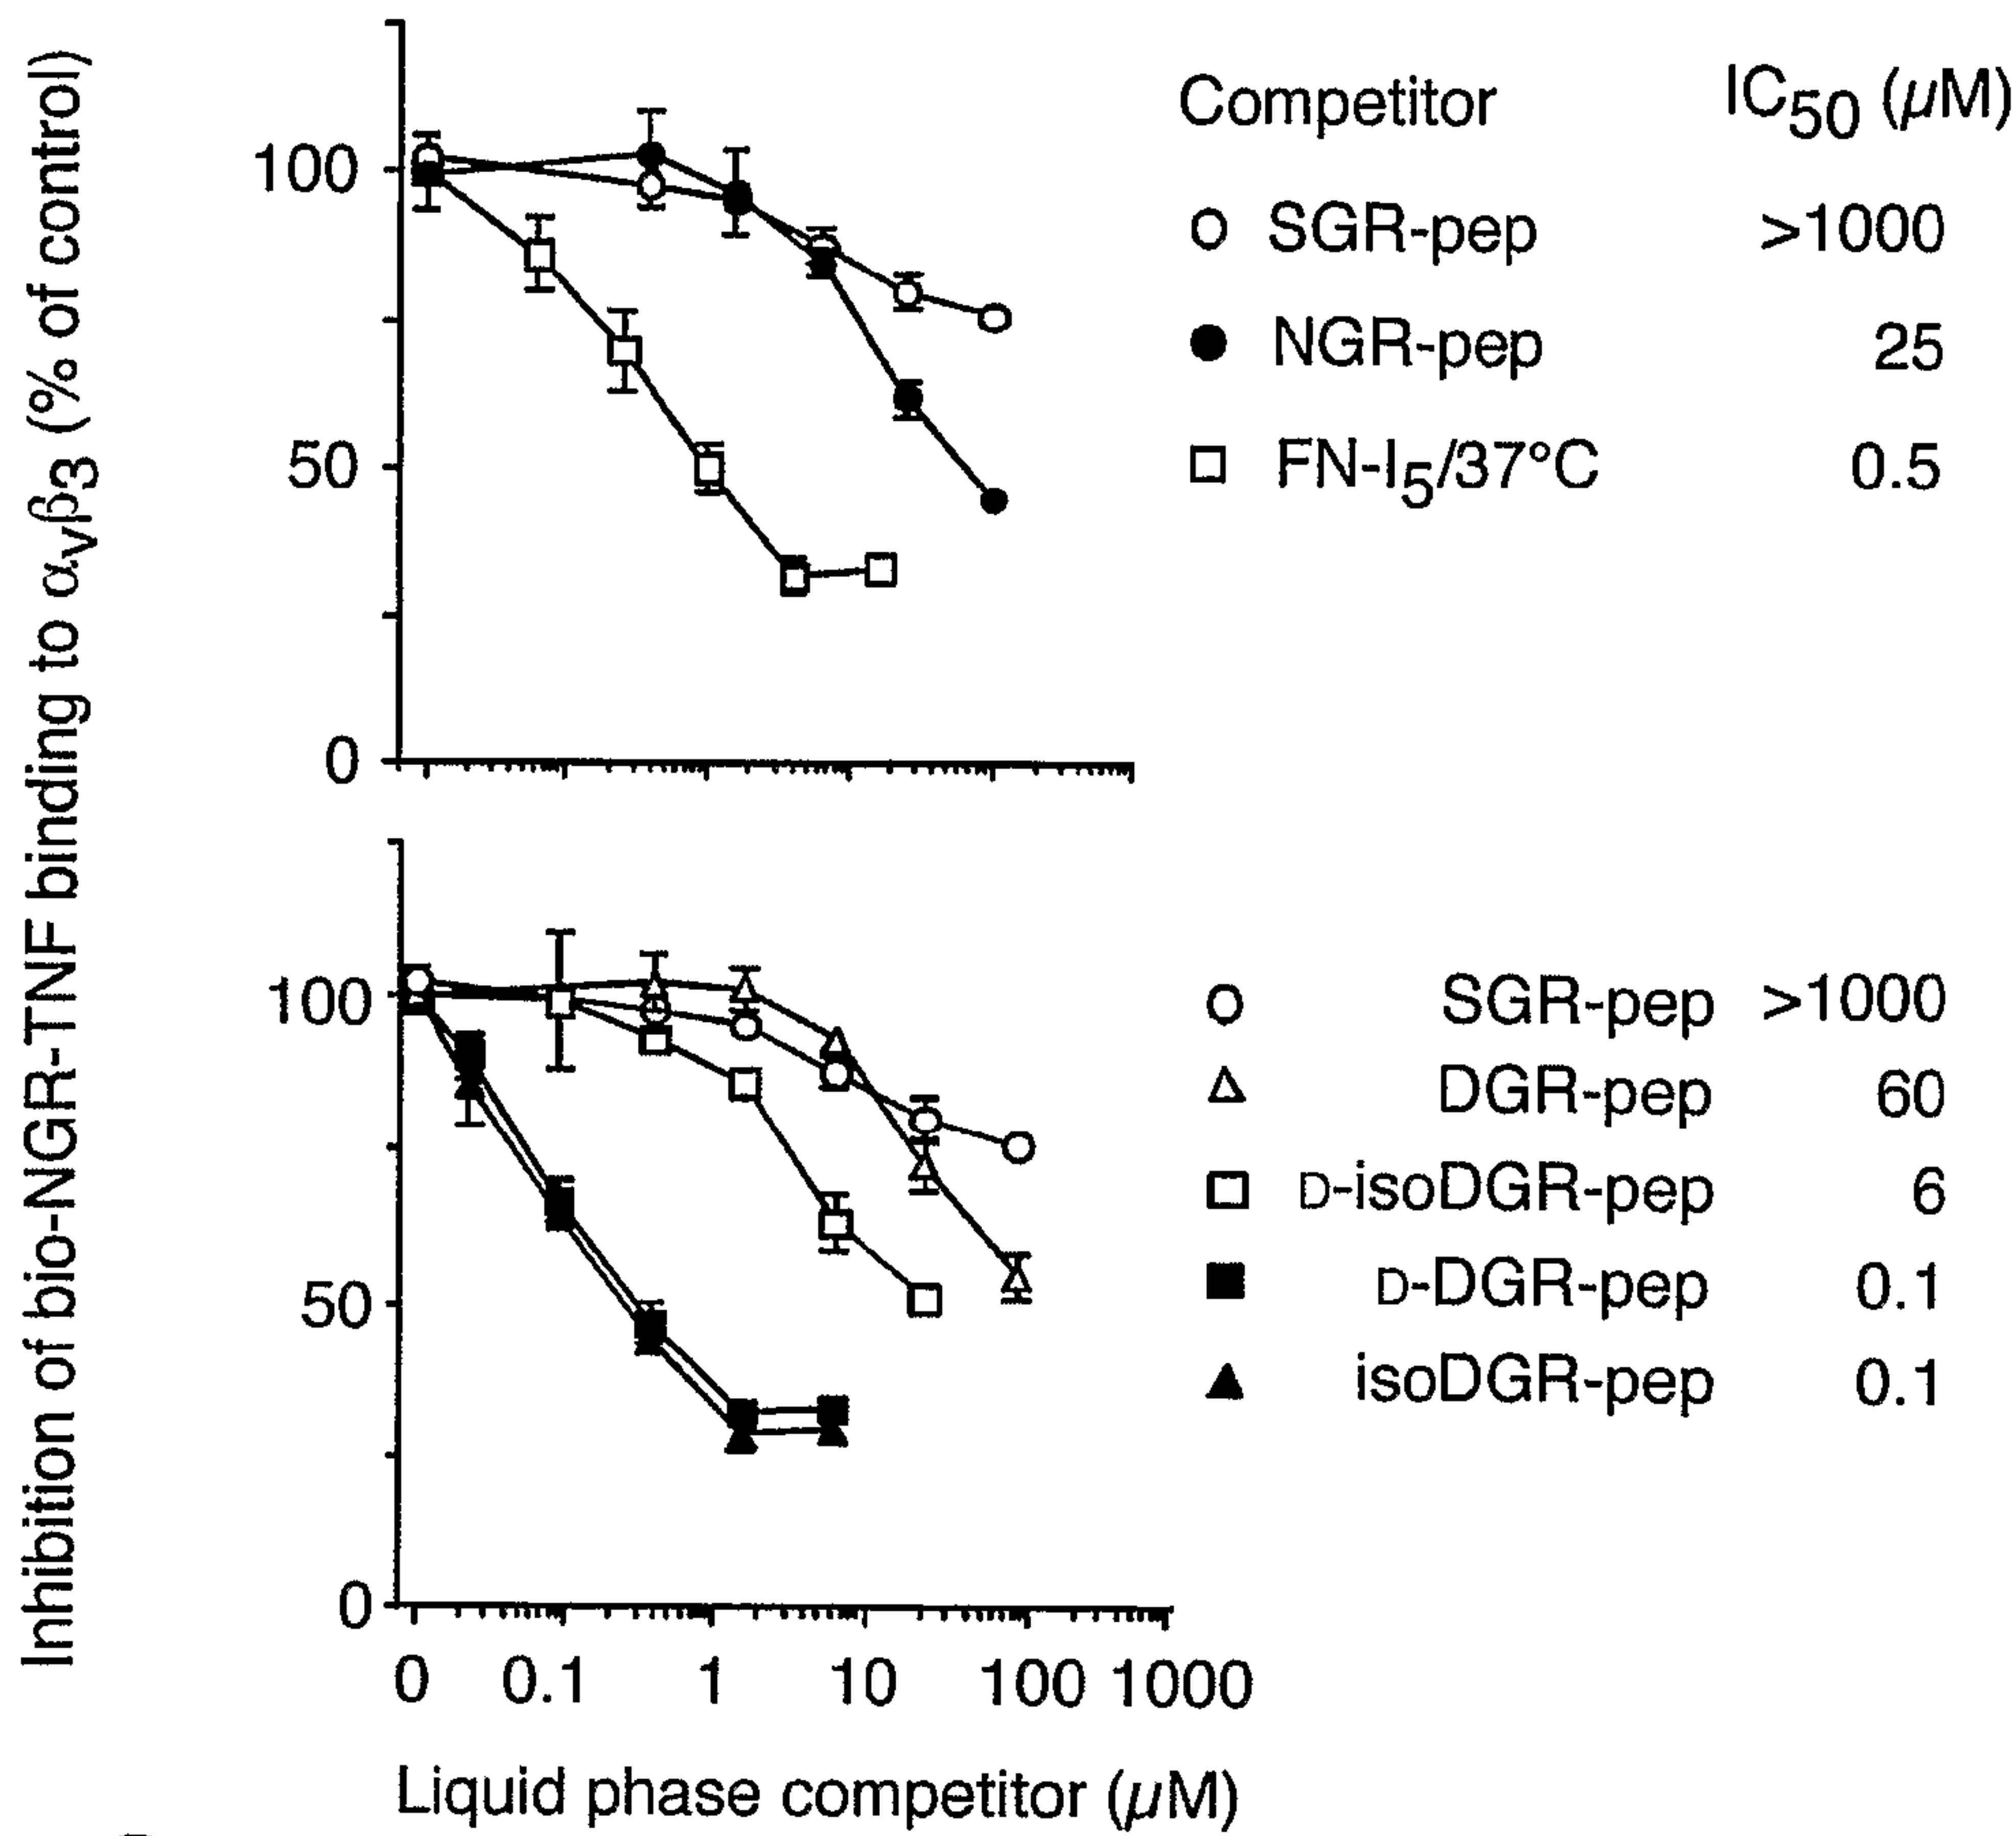 Inhibition of bio-NGR-TNF binding to αvβ3 (% of control)
100
50
0
Competitor IC50 (μM)
SGR-pep >1000
NGR-pep 25
FN-I5/37°C 0.5
100
50
0
0 0.1 1 10 100 1000
Liquid phase competitor (μM)
SGR-pep >1000
DGR-pep 60
D-isoDGR-pep 6
D-DGR-pep 0.1
isoDGR-pep 0.1